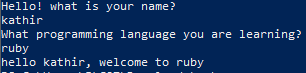 Hello! what is your name?
kathir
What programming language you are learning?
ruby
hello kathir, welcome to ruby